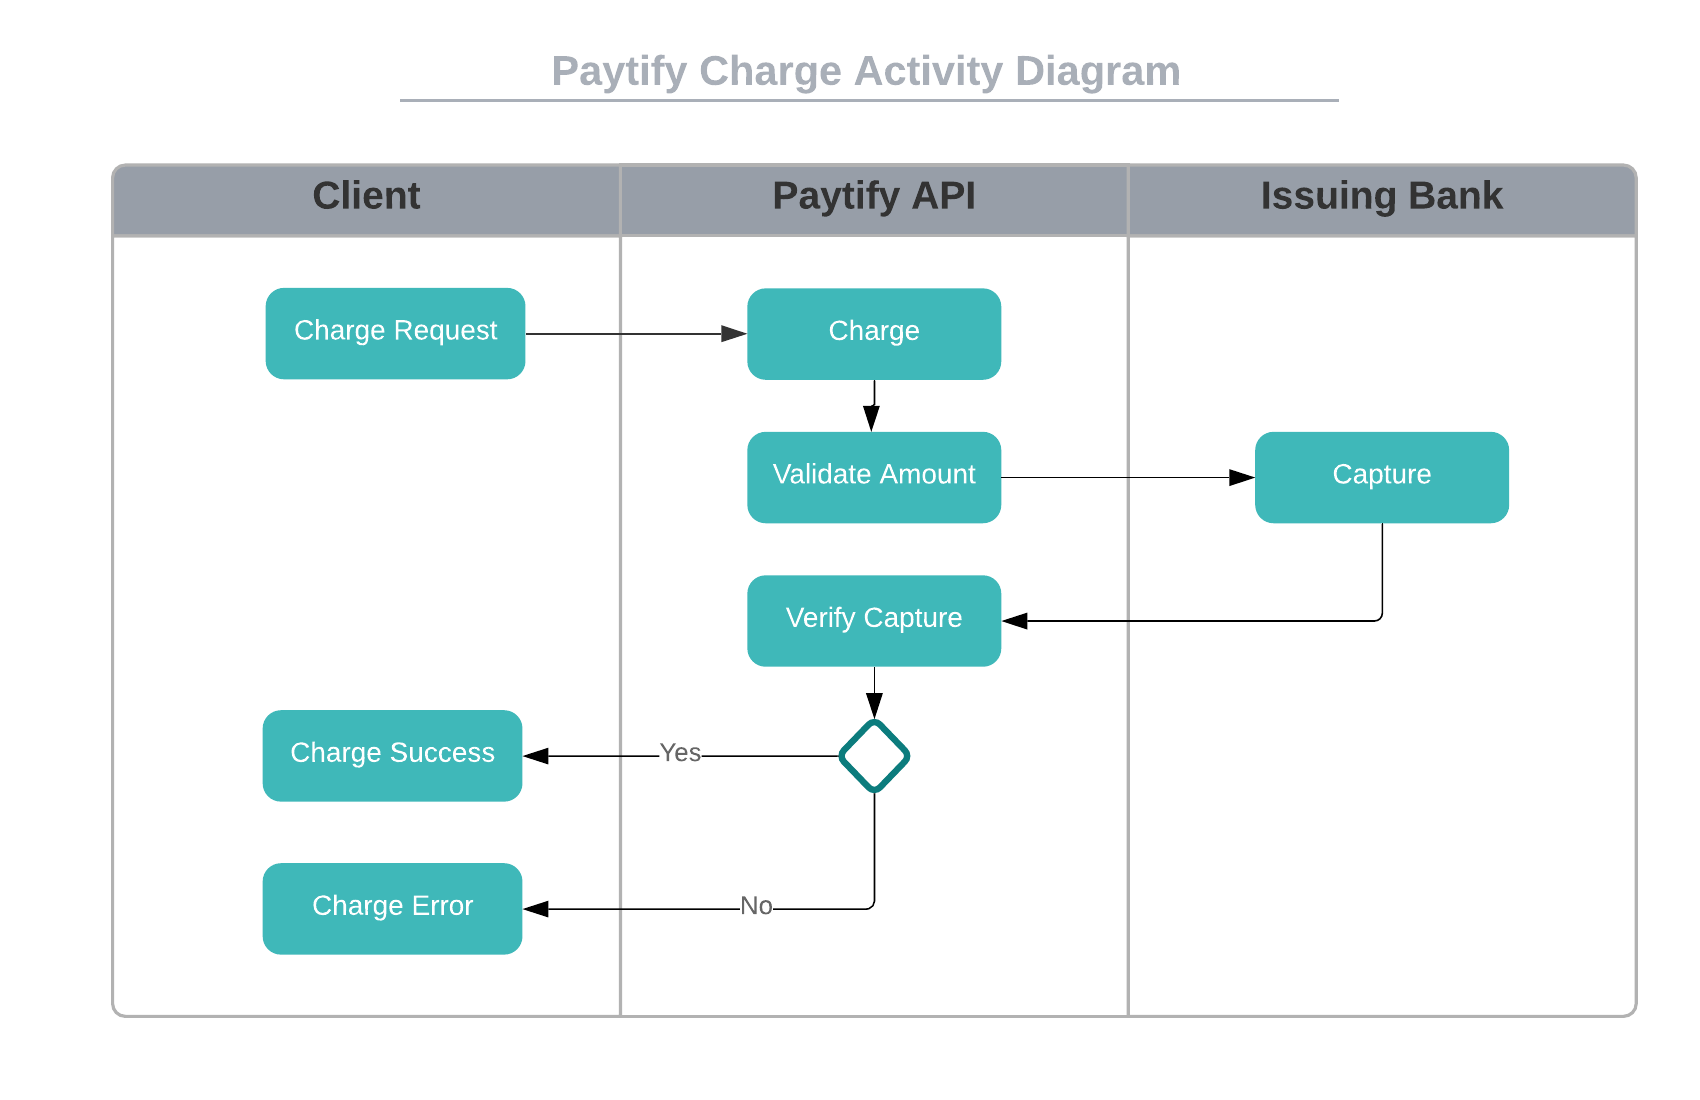 Paytify Charge Activity Diagram
Client
Paytify API
Issuing Bank
Charge Request
Charge
Validate Amount
Capture
Verify Capture
Charge Success
Yes
Charge Error
No